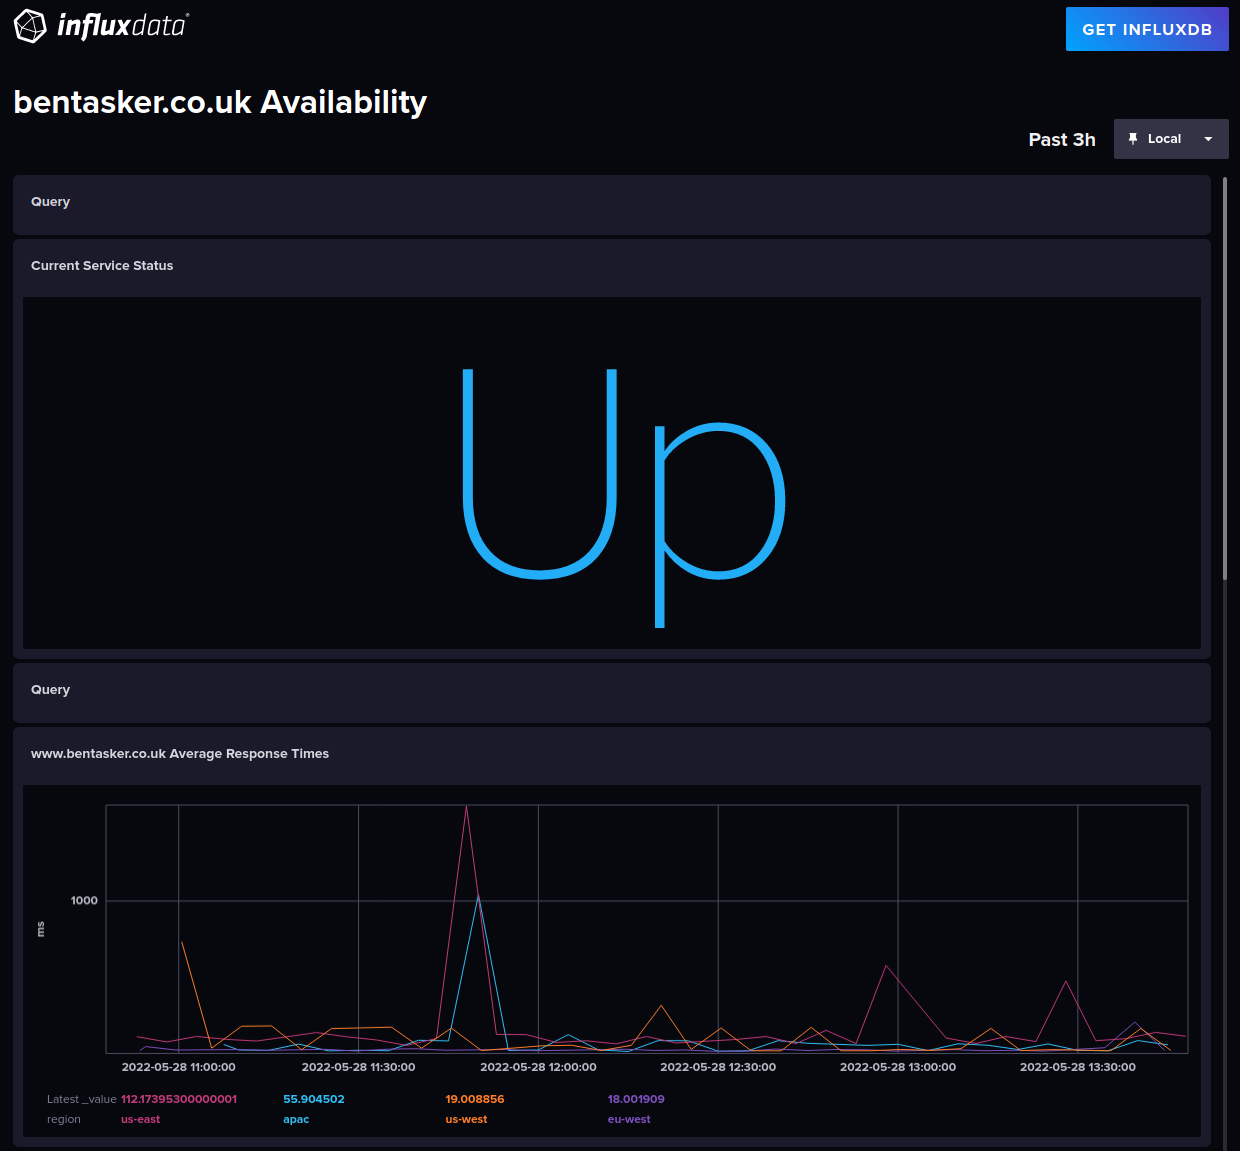 influxdata®
GET INFLUXDB
bentasker.co.uk Availability
Past 3h
Local
Query
Current Service Status
Up
Query
www.bentasker.co.uk Average Response Times
1000
ms
2022-05-28 11:00:00 2022-05-28 11:30:00 2022-05-28 12:00:00 2022-05-28 12:30:00 2022-05-28 13:00:00 2022-05-28 13:30:00
Latest _value 112.17395300000001 55.904502 19.008856 18.001909
region us-east apac us-west eu-west